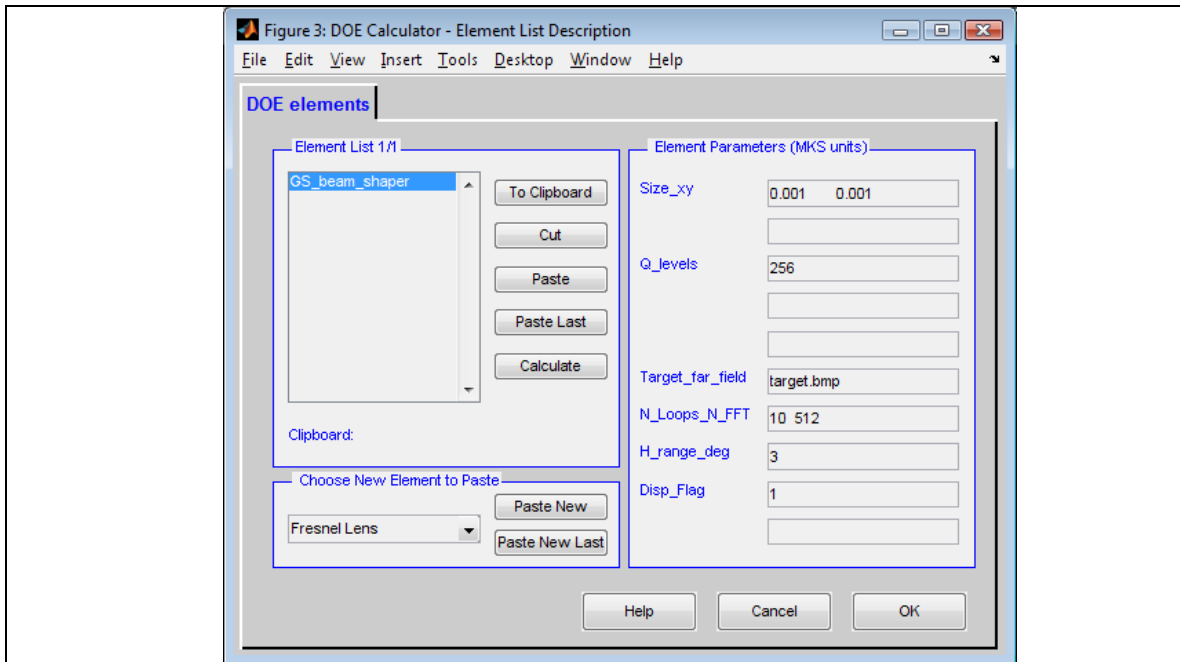 Figure 3: DOE Calculator - Element List Description
File Edit View Insert Tools Desktop Window Help
DOE elements
Element List 1/1
GS_beam_shaper
To Clipboard
Cut
Paste
Paste Last
Calculate
Clipboard:
Choose New Element to Paste
Fresnel Lens
Paste New
Paste New Last
Element Parameters (MKS units)
Size_xy 0.001 0.001
Q_levels 256
Target_far_field target.bmp
N_Loops_N_FFT 10 512
H_range_deg 3
Disp_Flag 1
Help Cancel OK